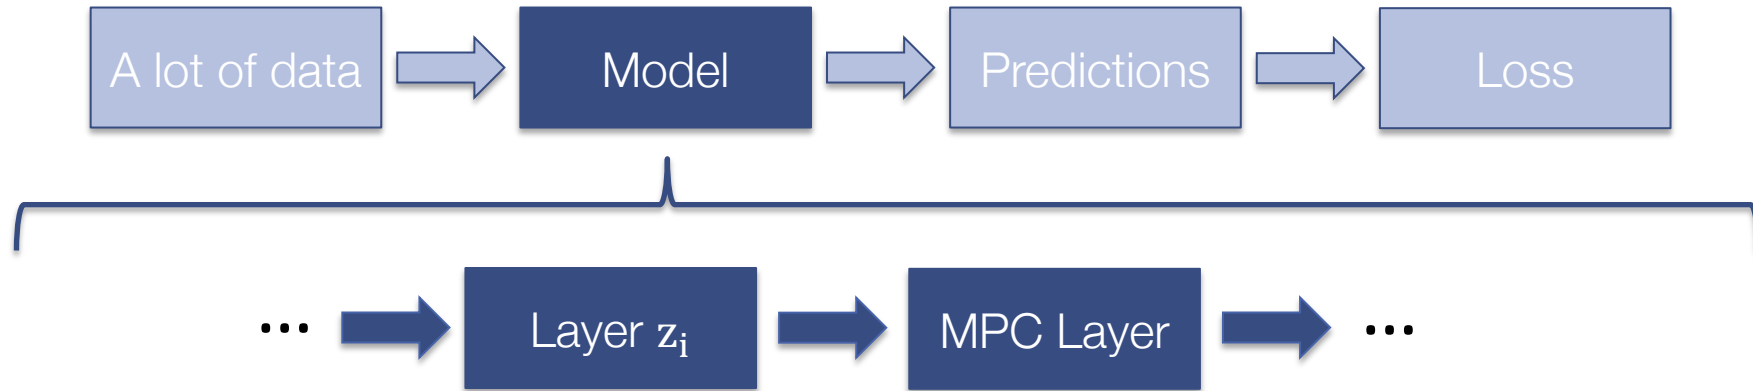 A lot of data
Model
Predictions
Loss
... Layer zᵢ MPC Layer ...